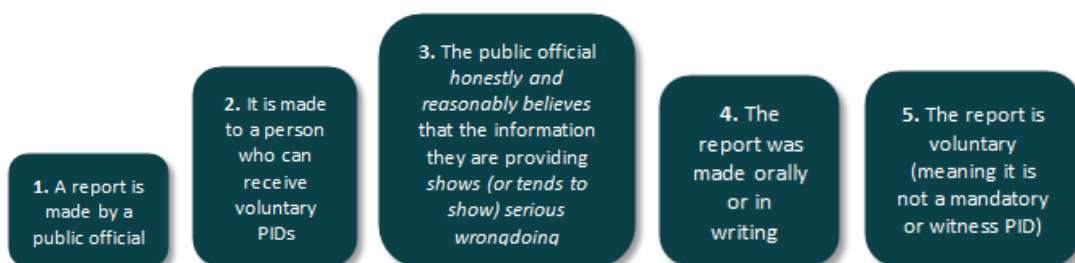 1. A report is
made by a
public official
2. It is made
to a person
who can
receive
voluntary
PIDs
3. The public official
honestly and
reasonably believes
that the information
they are providing
shows (or tends to
show) serious
wrongdoing
4. The
report was
made orally
or in
writing
5. The report is
voluntary
(meaning it is
not a mandatory
or witness PID)